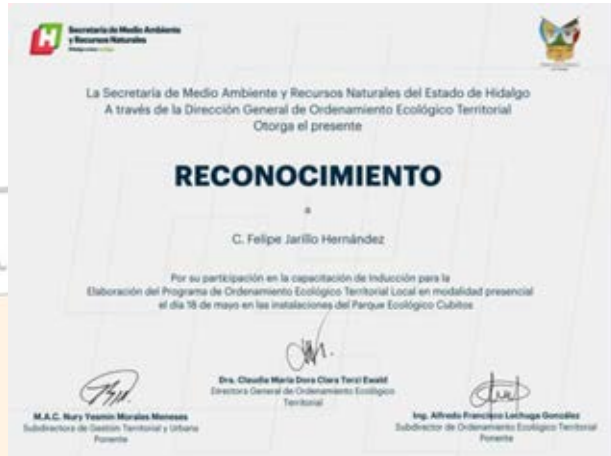 Secretaría de Medio Ambiente
y Recursos Naturales
La Secretaría de Medio Ambiente y Recursos Naturales del Estado de Hidalgo
A través de la Dirección General de Ordenamiento Ecológico Territorial
Otorga el presente
RECONOCIMIENTO
a
C. Felipe Jarillo Hernández
Por su participación en la capacitación de Inducción para la
Elaboración del Programa de Ordenamiento Ecológico Territorial Local en modalidad presencial
el día 18 de mayo en las instalaciones del Parque Ecológico Cubitos
Dra. Claudia María Dora Clara Terzi Ewald
Directora General de Ordenamiento Ecológico
Territorial
M.A.C. Nury Yesmin Morales Meneses
Subdirectora de Gestión Territorial y Urbana
Ponente
Ing. Alfredo Francisco Lechuga González
Subdirector de Ordenamiento Ecológico Territorial
Ponente